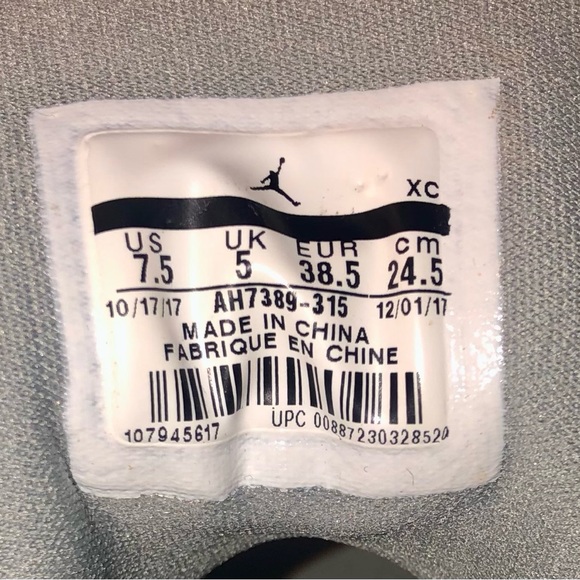 XC
US UK EUR cm
7.5 5 38.5 24.5
10/17/17 AH7389-315 12/01/17
MADE IN CHINA
FABRIQUE EN CHINE
107945617 UPC 00887230328520